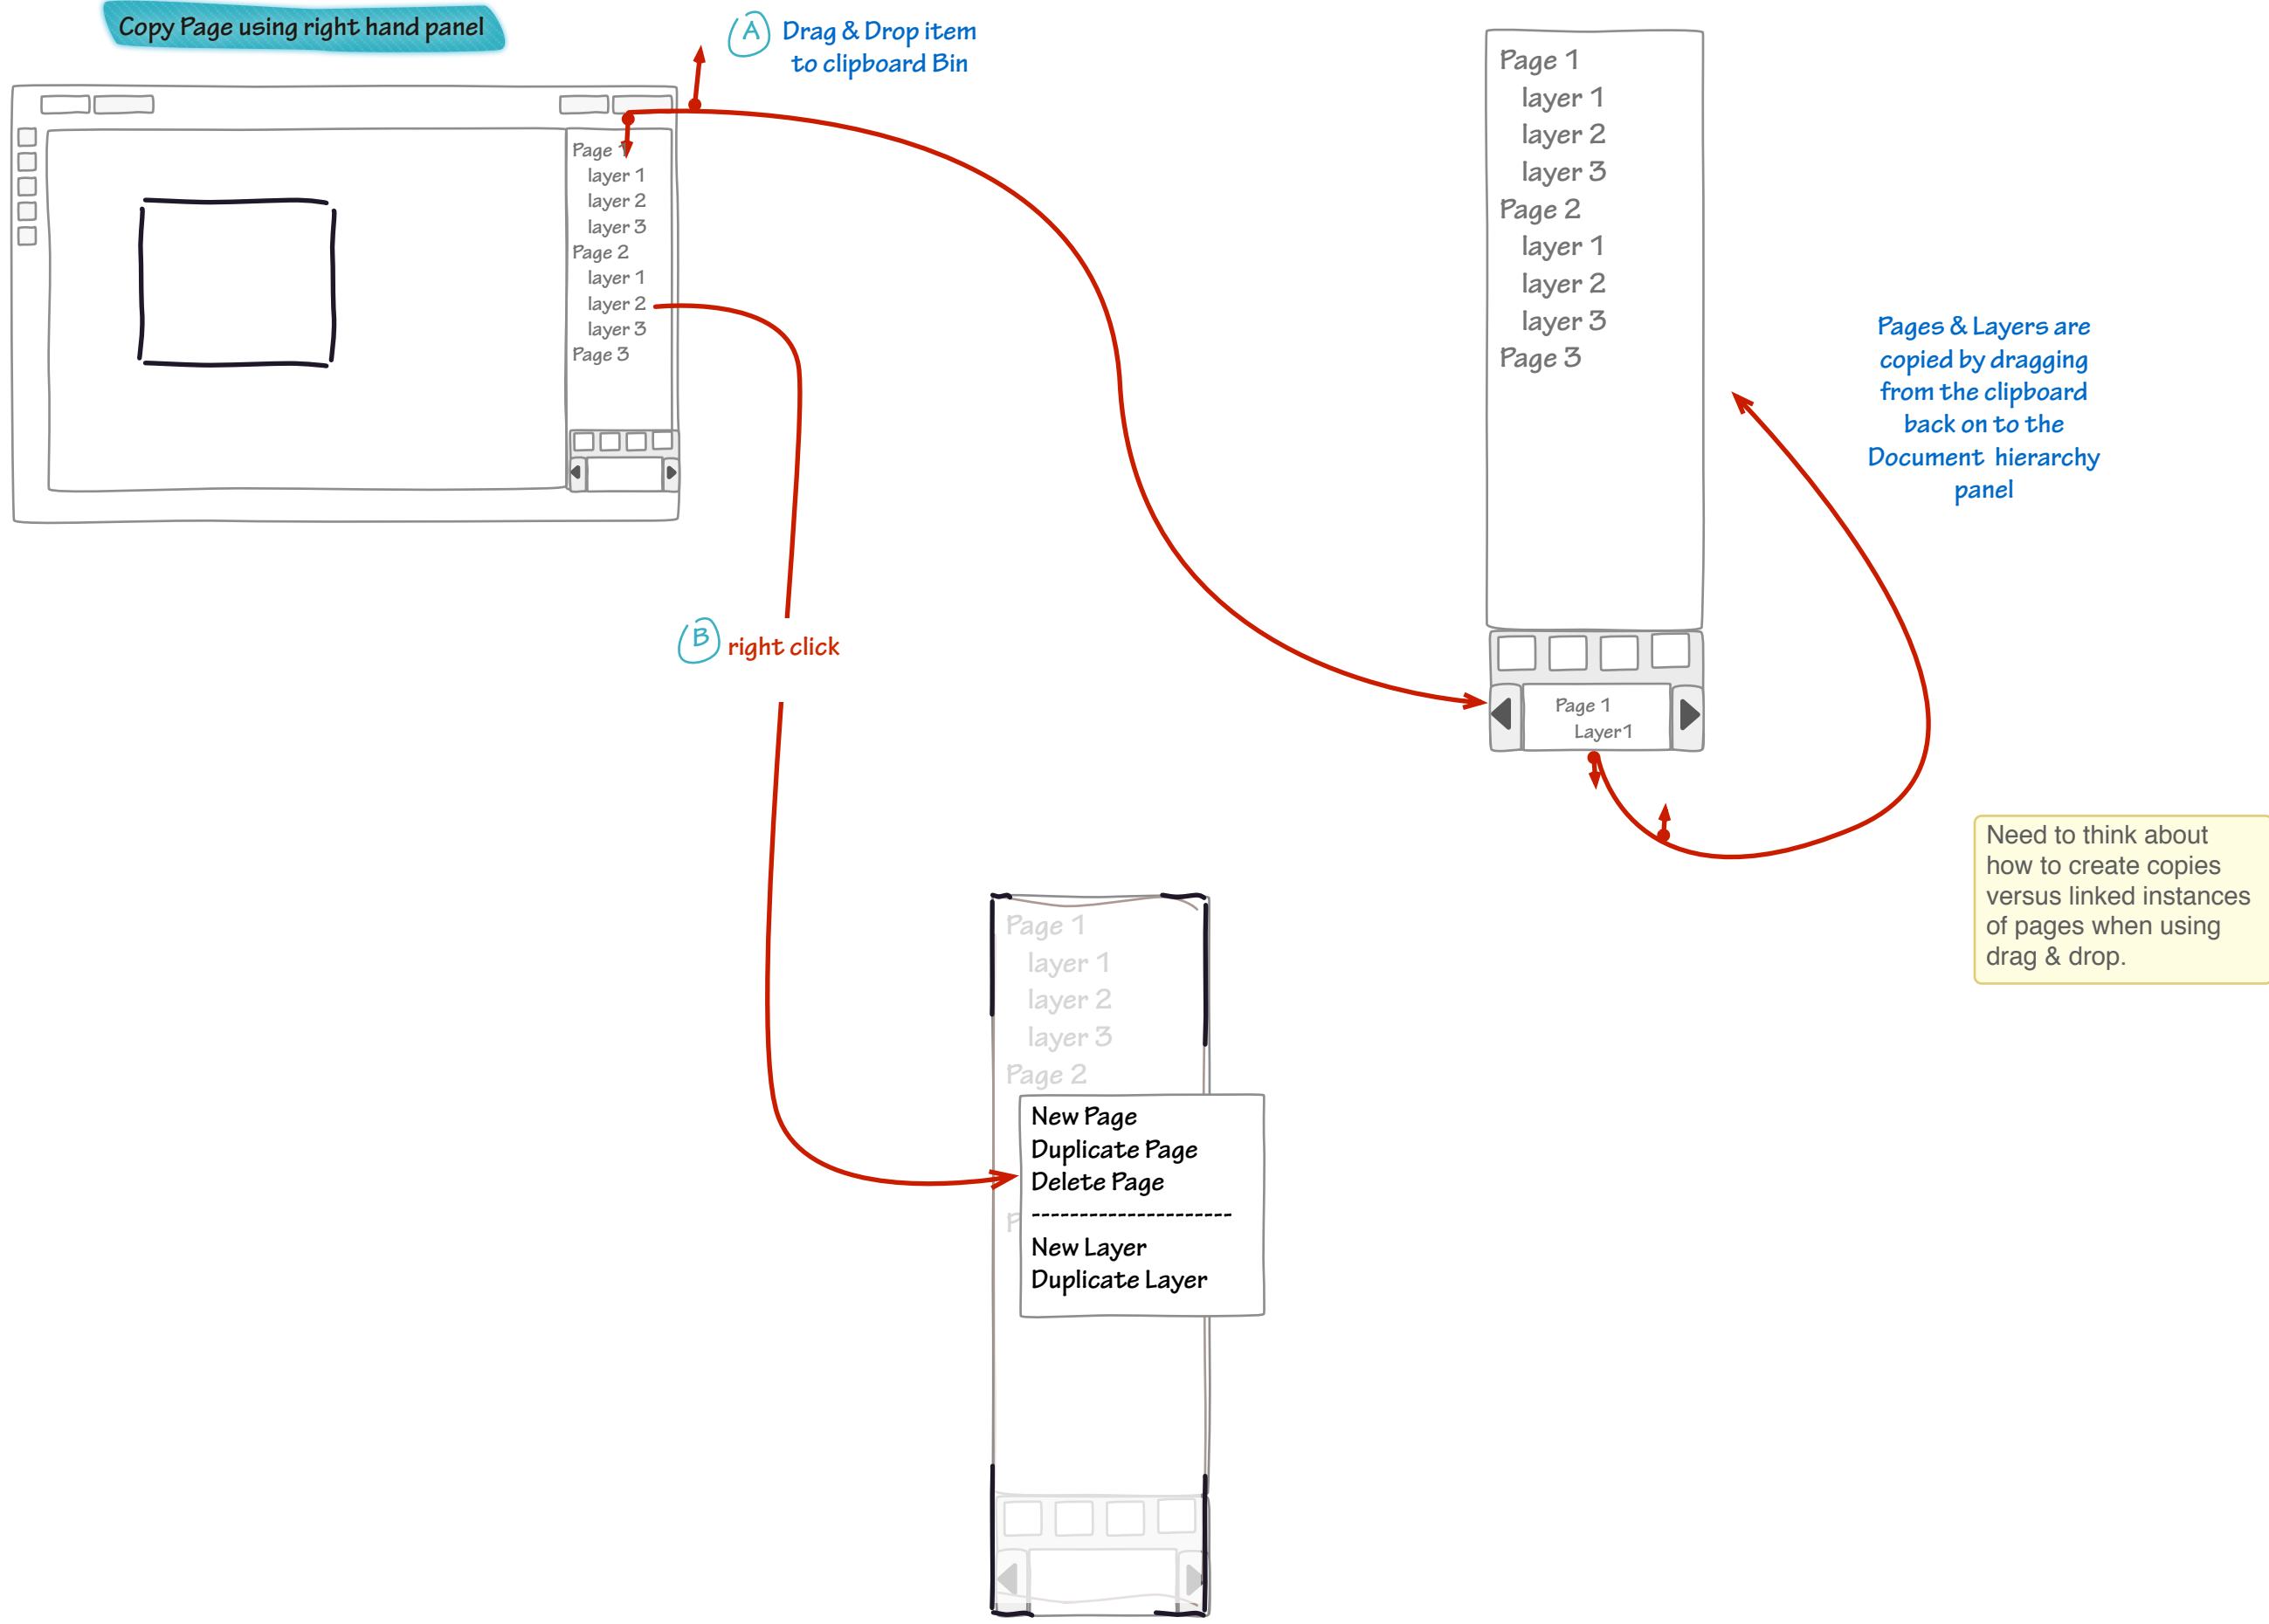 Copy Page using right hand panel
A
Drag & Drop item
to clipboard Bin
Page 1
layer 1
layer 2
layer 3
Page 2
layer 1
layer 2
layer 3
Page 3
Page 1
layer 1
layer 2
layer 3
Page 2
layer 1
layer 2
layer 3
Page 3
Page 1
Layer1
Pages & Layers are
copied by dragging
from the clipboard
back on to the
Document hierarchy
panel
B
right click
Need to think about
how to create copies
versus linked instances
of pages when using
drag & drop.
Page 1
layer 1
layer 2
layer 3
Page 2
P
New Page
Duplicate Page
Delete Page
---------------------
New Layer
Duplicate Layer